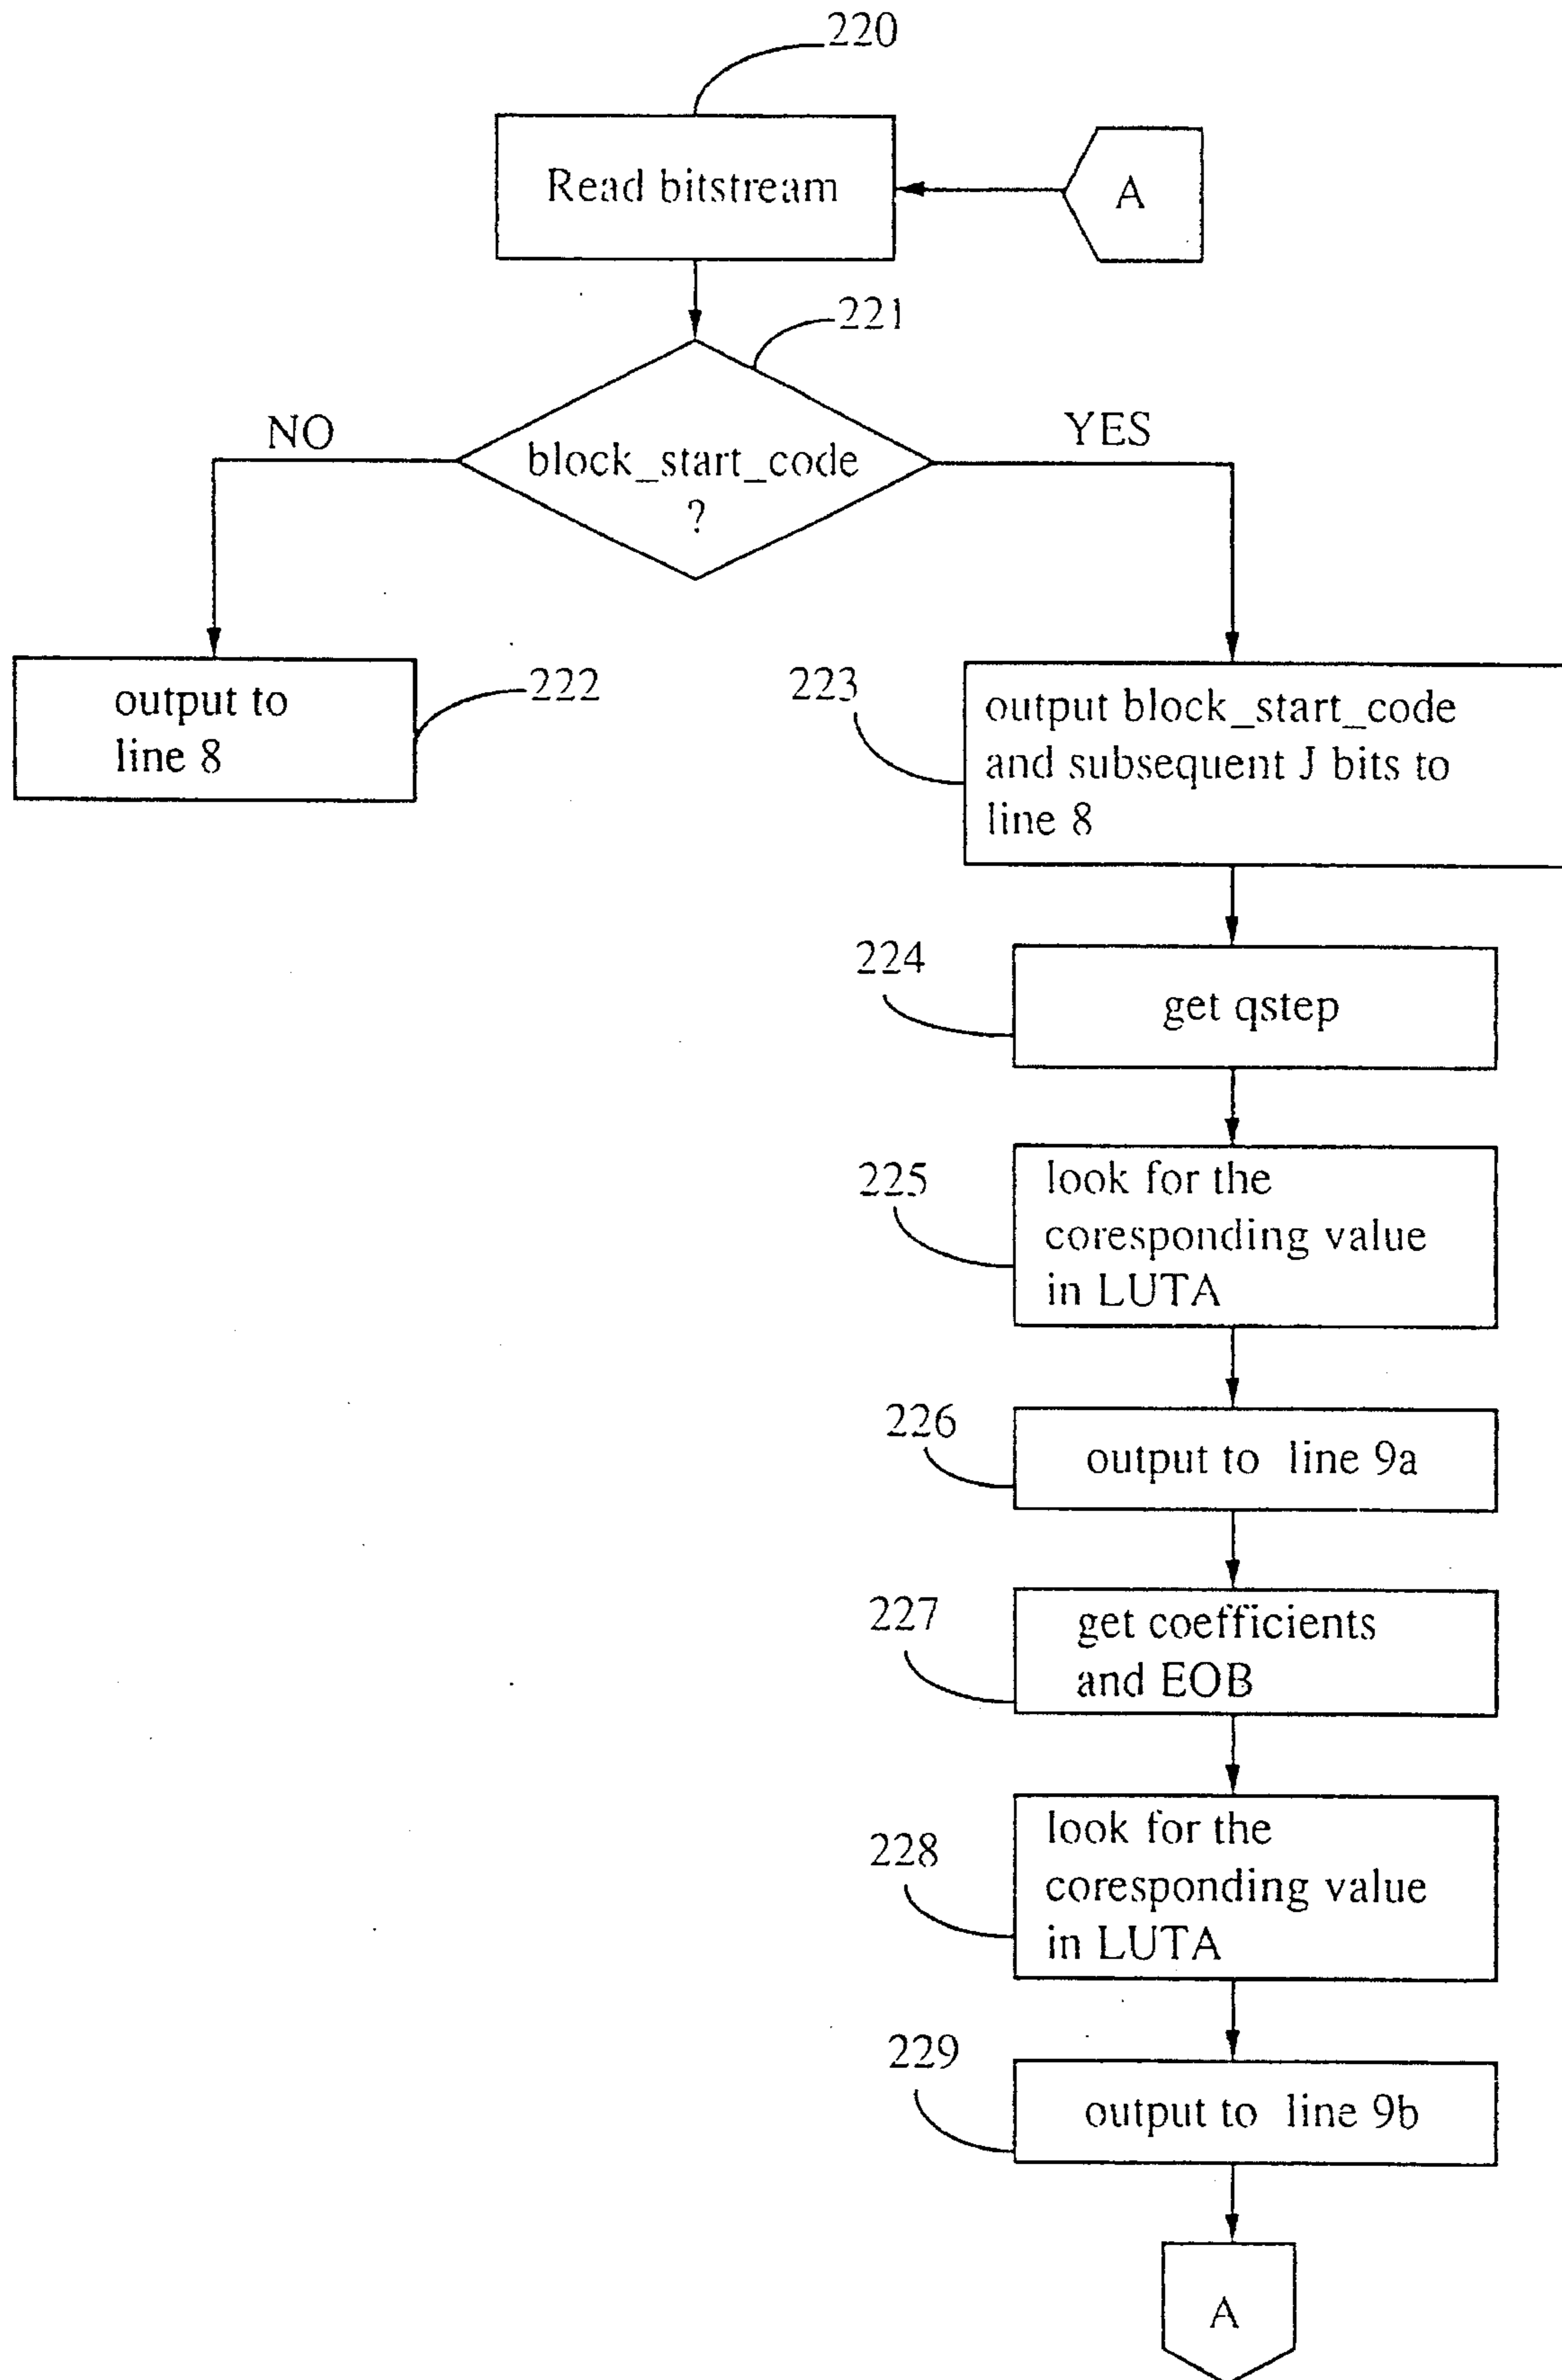 220
Read bitstream
A
221
NO
YES
block_start_code
?
output to
line 8
222
223
output block_start_code
and subsequent J bits to
line 8
224
get qstep
225
look for the
coresponding value
in LUTA
226
output to line 9a
227
get coefficients
and EOB
228
look for the
coresponding value
in LUTA
229
output to line 9b
A